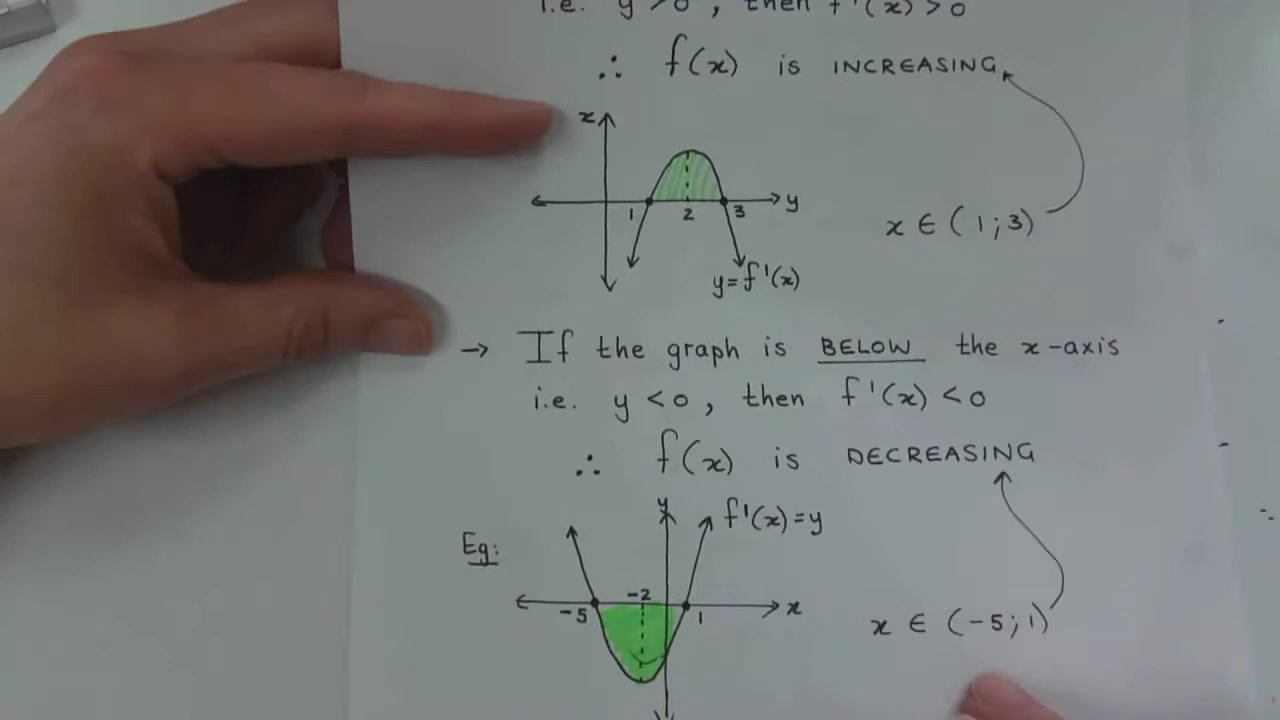 i.e. y > 0 , then f'(x) > 0
∴ f(x) is INCREASING
x
1 2 3 y
x ∈ (1;3)
y=f'(x)
→ If the graph is BELOW the x-axis
i.e. y < 0 , then f'(x) < 0
∴ f(x) is DECREASING
y f'(x)=y
Eg:
-2
-5 1 x
x ∈ (-5;1)